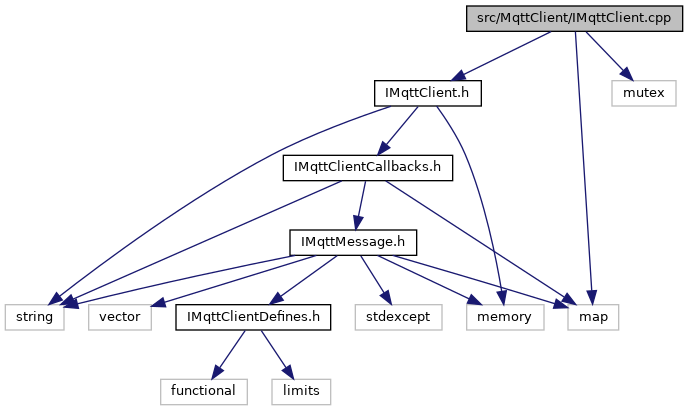 src/MqttClient/IMqttClient.cpp
IMqttClient.h
mutex
IMqttClientCallbacks.h
IMqttMessage.h
string
vector
IMqttClientDefines.h
stdexcept
memory
map
functional
limits